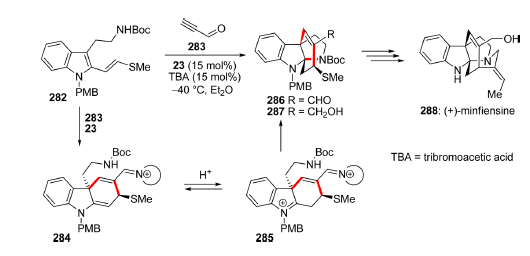 NHBoc
N
PMB
SMe
282
O
283
23 (15 mol%)
TBA (15 mol%)
–40 °C, Et2O
R
NBoc
N
SMe
PMB
286 R = CHO
287 R = CH2OH
OH
N
N
H
Me
288: (+)-minfiensine
283
23
Boc
NH
N
⊕
SMe
N
PMB
284
H+
Boc
NH
N
⊕
SMe
N
⊕
PMB
285
TBA = tribromoacetic acid